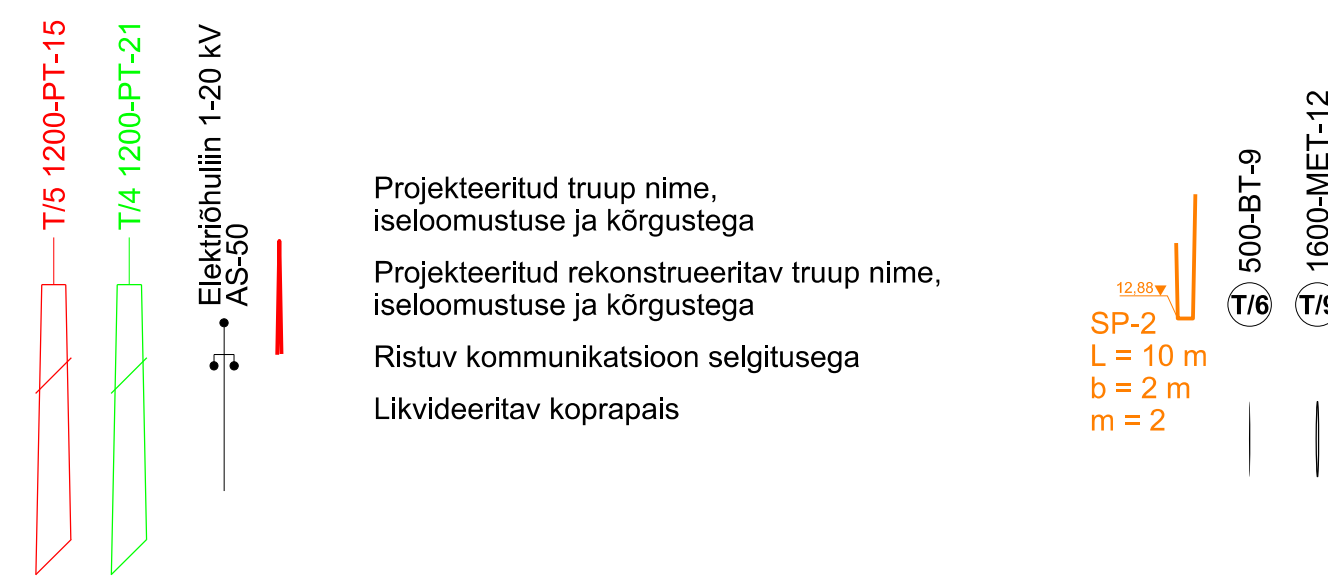 T/5 1200-PT-15
T/4 1200-PT-21
Elektriõhuliin 1-20 kV
AS-50
Projekteeritud truup nime,
iseloomustuse ja kõrgustega
Projekteeritud rekonstrueeritav truup nime,
iseloomustuse ja kõrgustega
Ristuv kommunikatsioon selgitusega
Likvideeritav koprapais
12,88
SP-2
L = 10 m
b = 2 m
m = 2
T/6 500-BT-9
T/9 1600-MET-12